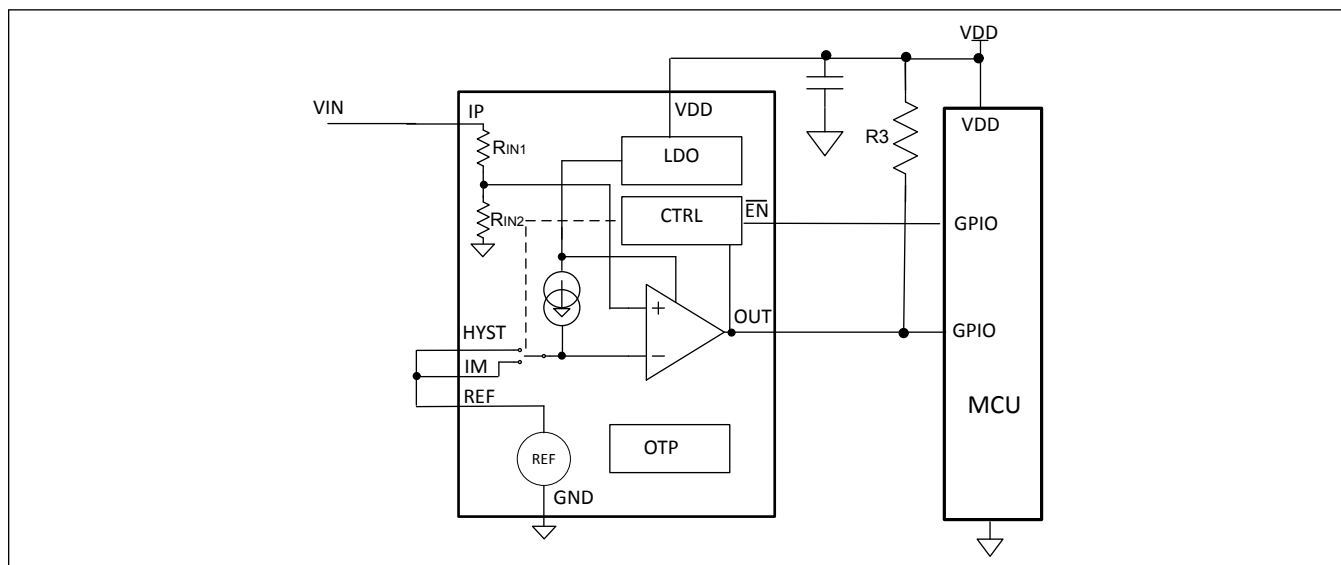 VDD
VIN
IP
VDD
VDD
RIN1
LDO
R3
RIN2
CTRL
EN
GPIO
+
OUT
GPIO
HYST
−
IM
REF
MCU
REF
OTP
GND